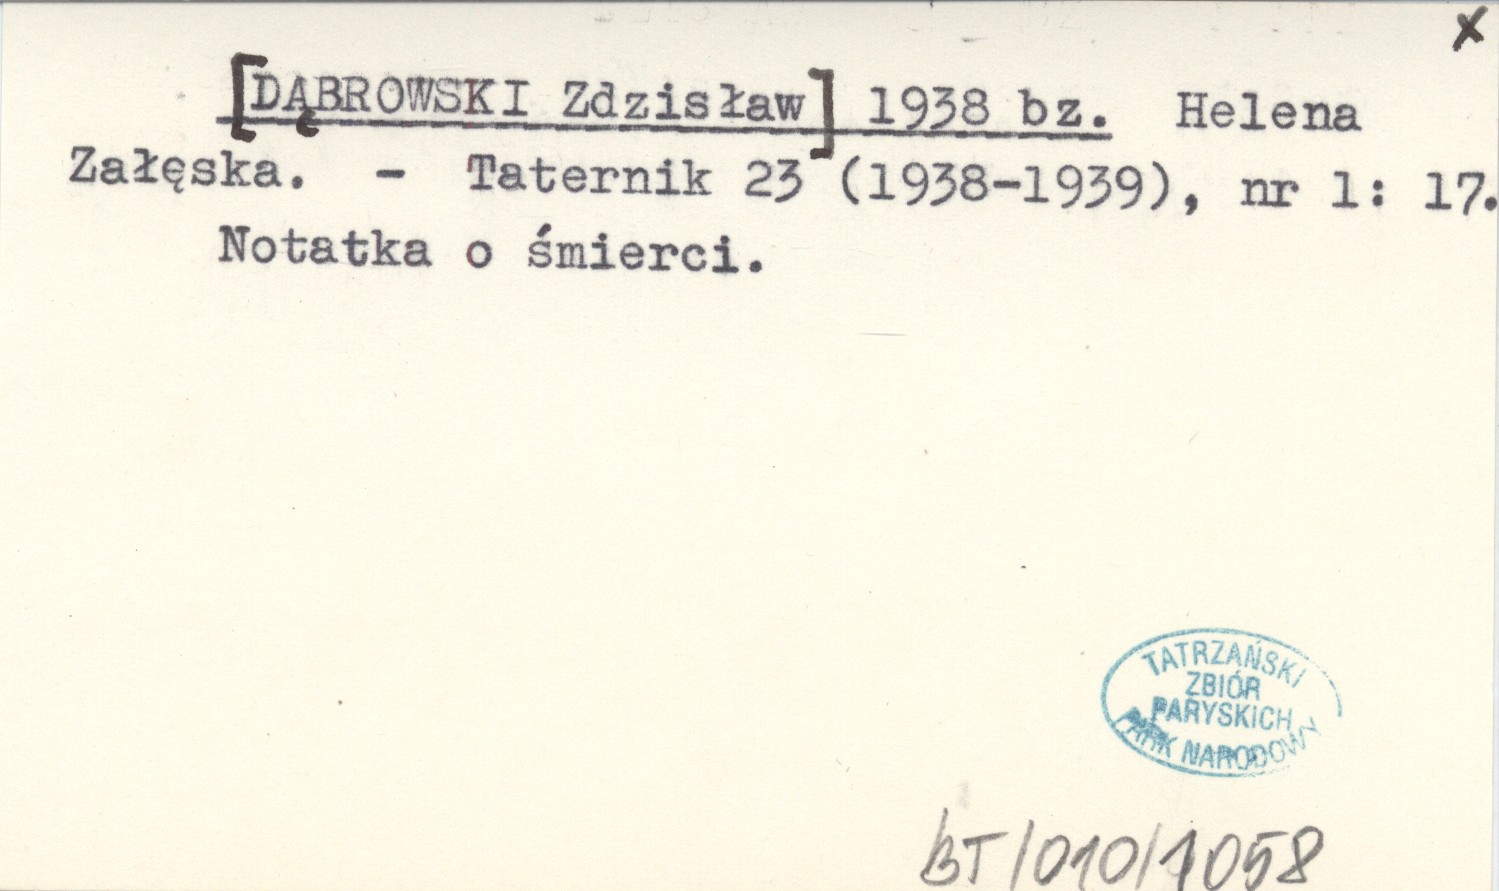 x
[DĄBROWSKI Zdzisław] 1938 bz. Helena
Załęska. - Taternik 23 (1938-1939), nr 1: 17.
Notatka o śmierci.
TATRZAŃSKI
ZBIÓR
PARYSKICH
PARK NARODOWY
BT/010/1058